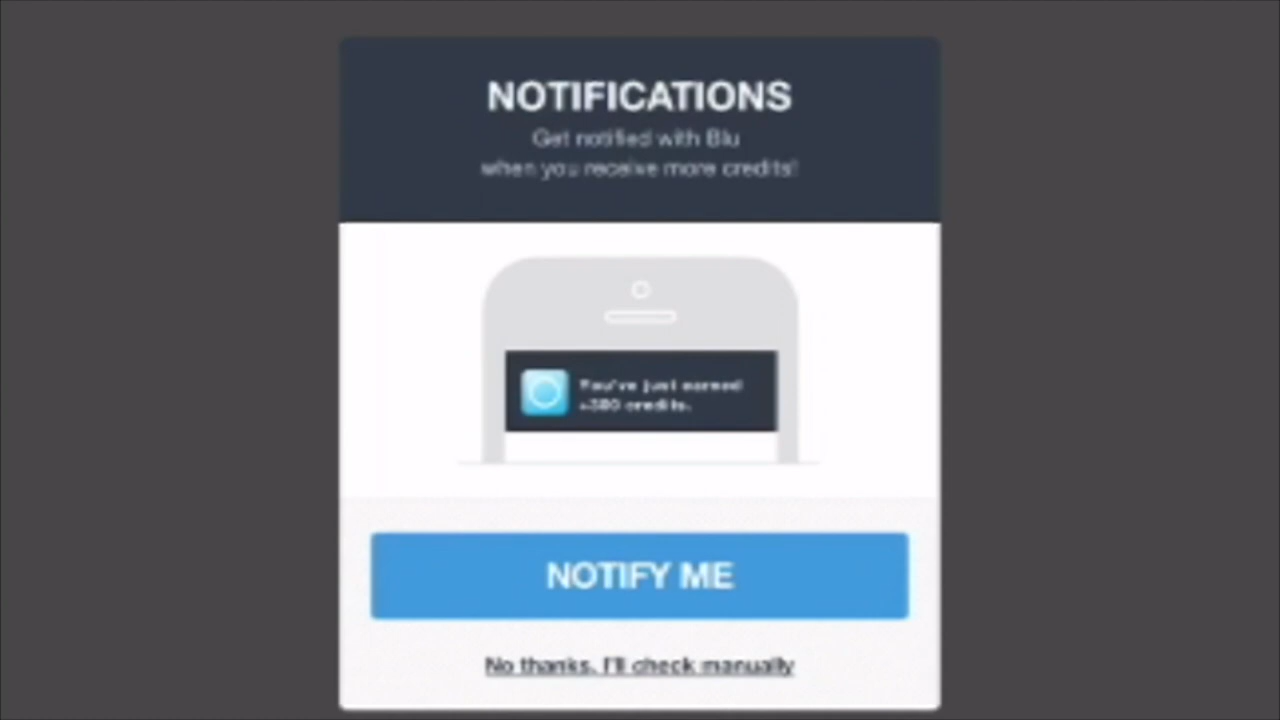 NOTIFICATIONS
Get notified with Blu
when you receive more credits!
You've just earned
+300 credits.
NOTIFY ME
No thanks, I'll check manually